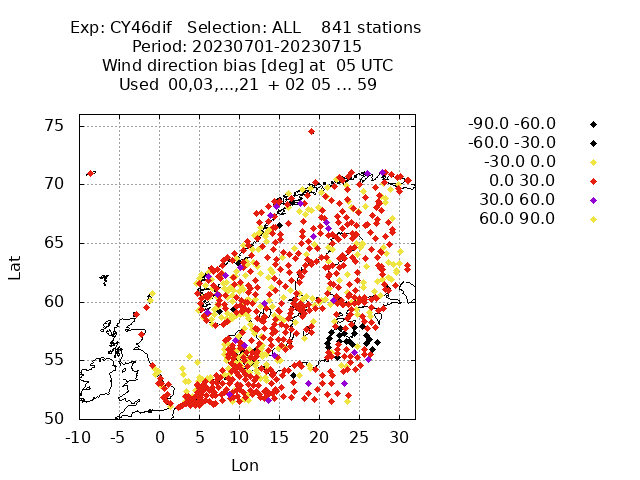 Exp: CY46dif   Selection: ALL    841 stations
Period: 20230701-20230715
Wind direction bias [deg] at  05 UTC
Used  00,03,...,21  + 02 05 ... 59
-90.0 -60.0
-60.0 -30.0
-30.0 0.0
0.0 30.0
30.0 60.0
60.0 90.0
75
70
65
60
55
50
Lat
-10 -5 0 5 10 15 20 25 30
Lon